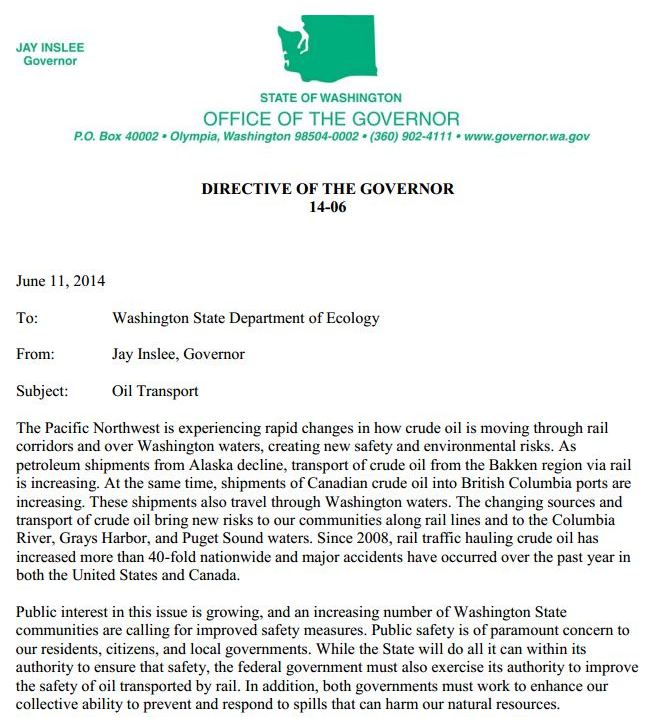 JAY INSLEE
Governor
STATE OF WASHINGTON
OFFICE OF THE GOVERNOR
P.O. Box 40002 • Olympia, Washington 98504-0002 • (360) 902-4111 • www.governor.wa.gov
DIRECTIVE OF THE GOVERNOR
14-06
June 11, 2014
To: Washington State Department of Ecology
From: Jay Inslee, Governor
Subject: Oil Transport
The Pacific Northwest is experiencing rapid changes in how crude oil is moving through rail
corridors and over Washington waters, creating new safety and environmental risks. As
petroleum shipments from Alaska decline, transport of crude oil from the Bakken region via rail
is increasing. At the same time, shipments of Canadian crude oil into British Columbia ports are
increasing. These shipments also travel through Washington waters. The changing sources and
transport of crude oil bring new risks to our communities along rail lines and to the Columbia
River, Grays Harbor, and Puget Sound waters. Since 2008, rail traffic hauling crude oil has
increased more than 40-fold nationwide and major accidents have occurred over the past year in
both the United States and Canada.
Public interest in this issue is growing, and an increasing number of Washington State
communities are calling for improved safety measures. Public safety is of paramount concern to
our residents, citizens, and local governments. While the State will do all it can within its
authority to ensure that safety, the federal government must also exercise its authority to improve
the safety of oil transported by rail. In addition, both governments must work to enhance our
collective ability to prevent and respond to spills that can harm our natural resources.